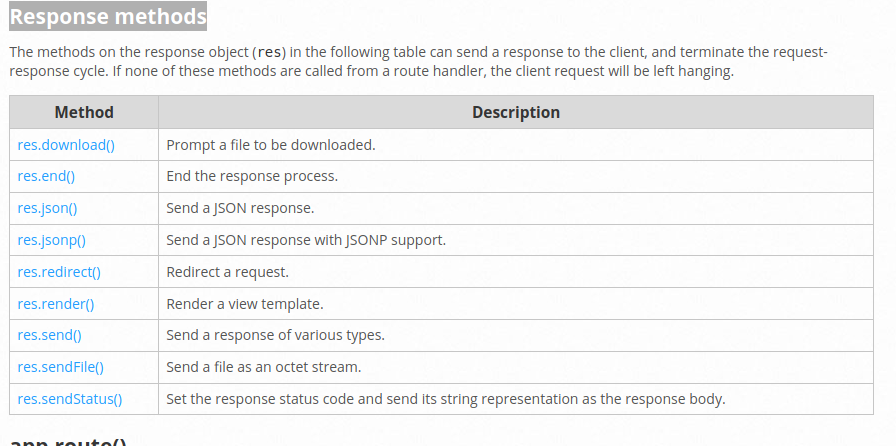 Response methods
The methods on the response object (res) in the following table can send a response to the client, and terminate the request-
response cycle. If none of these methods are called from a route handler, the client request will be left hanging.
Method Description
res.download() Prompt a file to be downloaded.
res.end() End the response process.
res.json() Send a JSON response.
res.jsonp() Send a JSON response with JSONP support.
res.redirect() Redirect a request.
res.render() Render a view template.
res.send() Send a response of various types.
res.sendFile() Send a file as an octet stream.
res.sendStatus() Set the response status code and send its string representation as the response body.
app.route()